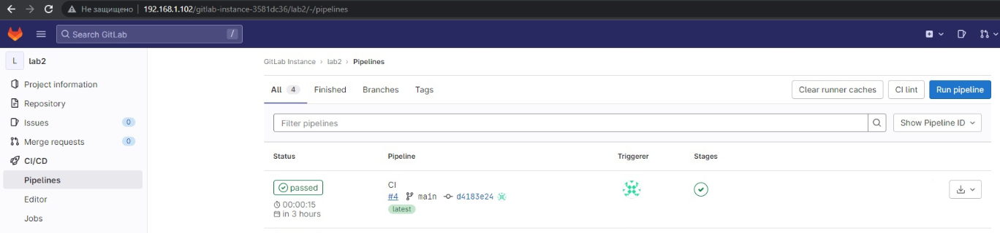 Не защищено 192.168.1.102/gitlab-instance-3581dc36/lab2/-/pipelines
Search GitLab /
L lab2
Project information
Repository
Issues 0
Merge requests 0
CI/CD
Pipelines
Editor
Jobs
GitLab Instance › lab2 › Pipelines
All 4 Finished Branches Tags Clear runner caches CI lint Run pipeline
Filter pipelines Show Pipeline ID
Status Pipeline Triggerer Stages
passed
00:00:15
in 3 hours
CI
#4 main d4183e24
latest